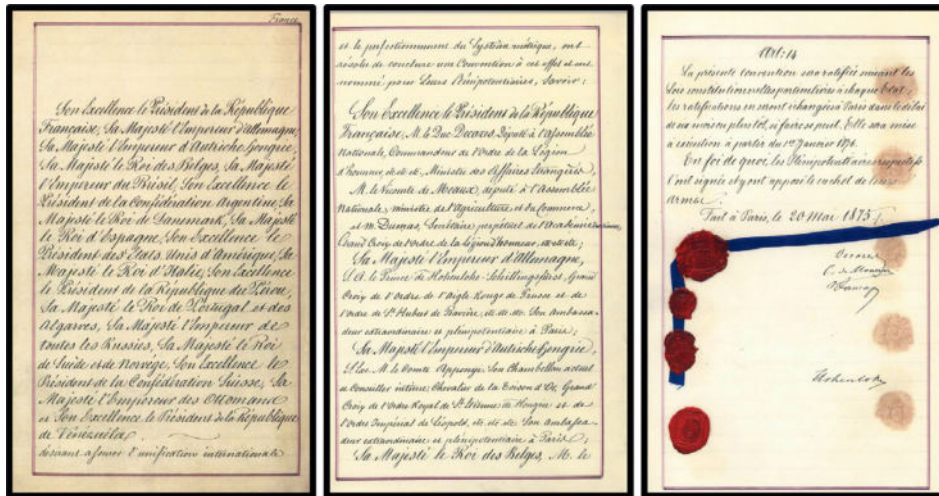 France
Son Excellence le Président de la République
Française, Sa Majesté l'Empereur d'Allemagne,
Sa Majesté l'Empereur d'Autriche-Hongrie,
Sa Majesté le Roi des Belges, Sa Majesté
l'Empereur du Brésil, Son Excellence le
Président de la Confédération Argentine, Sa
Majesté le Roi de Danemark, Sa Majesté
le Roi d'Espagne, Son Excellence le
Président des Etats-Unis d'Amérique, Sa
Majesté le Roi d'Italie, Son Excellence
le Président de la République du Pérou,
Sa Majesté le Roi de Portugal et des
Algarves, Sa Majesté l'Empereur de
toutes les Russies, Sa Majesté le Roi
de Suède et de Norvège, Son Excellence le
Président de la Confédération Suisse, Sa
Majesté l'Empereur des Ottomans
et Son Excellence le Président de la République
de Vénézuéla,
désirant assurer l'unification internationale
et le perfectionnement du Système métrique, ont
résolu de conclure une Convention à cet effet et ont
nommé pour Leurs Plénipotentiaires, savoir:
Son Excellence le Président de la République
Française, M. le Duc Decazes, Député à l'Assemblée
Nationale, Commandeur de l'Ordre de la Légion
d'honneur, etc. etc. Ministre des Affaires Etrangères,
M. le Vicomte de Meaux, député à l'Assemblée
Nationale, ministre de l'Agriculture et du Commerce,
et M. Dumas, Secrétaire perpétuel de l'Académie des Sciences,
Grand Croix de l'ordre de la légion d'honneur, etc. etc.;
Sa Majesté l'Empereur d'Allemagne,
S. A. le Prince de Hohenlohe-Schillingsfürst, Grand
Croix de l'Ordre de l'Aigle Rouge de Prusse et de
l'ordre de St. Hubert de Bavière, etc. etc. etc. Son Ambassa-
deur extraordinaire et plénipotentiaire à Paris;
Sa Majesté l'Empereur d'Autriche-Hongrie,
S. Exc. M. le Comte Apponyi, Son Chambellan actuel
et Conseiller intime, Chevalier de la Toison d'Or, Grand
Croix de l'Ordre Royal de St. Etienne de Hongrie et de
l'ordre Impérial de Léopold, etc. etc. etc. Son Ambassa-
deur extraordinaire et plénipotentiaire à Paris;
Sa Majesté le Roi des Belges, M. le
Art: 14
La présente convention sera ratifiée suivant les
Lois constitutionnelles particulières à chaque Etat;
les ratifications en seront échangées à Paris dans le délai
de six mois ou plus tôt, si faire se peut. Elle sera mise
à exécution à partir du 1er Janvier 1876.
En foi de quoi, les Plénipotentiaires respectifs
l'ont signée et y ont apposé le cachet de leurs
armes.
Fait à Paris, le 20 Mai 1875.
Decazes
C. de Meaux
Dumas
Hohenlohe